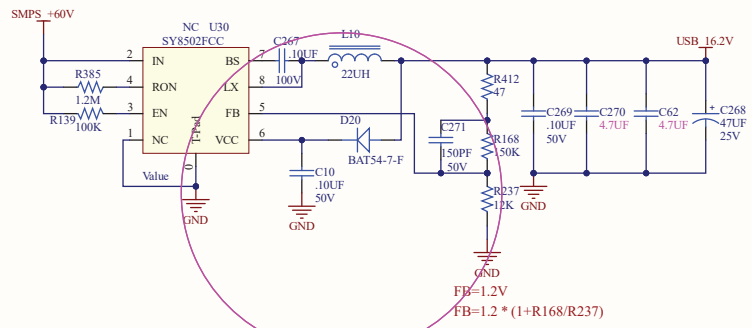 SMPS_+60V
NC U30
SY8502FCC
2 IN
BS 7
R385
1.2M
4 RON
LX 8
R139
100K
3 EN
FB 5
1 NC
VCC 6
T-Pad
0
Value
GND
C267
.10UF
100V
L10
22UH
D20
BAT54-7-F
C10
.10UF
50V
GND
R412
47
C271
150PF
50V
R168
150K
R237
12K
GND
USB_16.2V
C269
.10UF
50V
C270
4.7UF
C62
4.7UF
+
C268
47UF
25V
GND
FB=1.2V
FB=1.2 * (1+R168/R237)